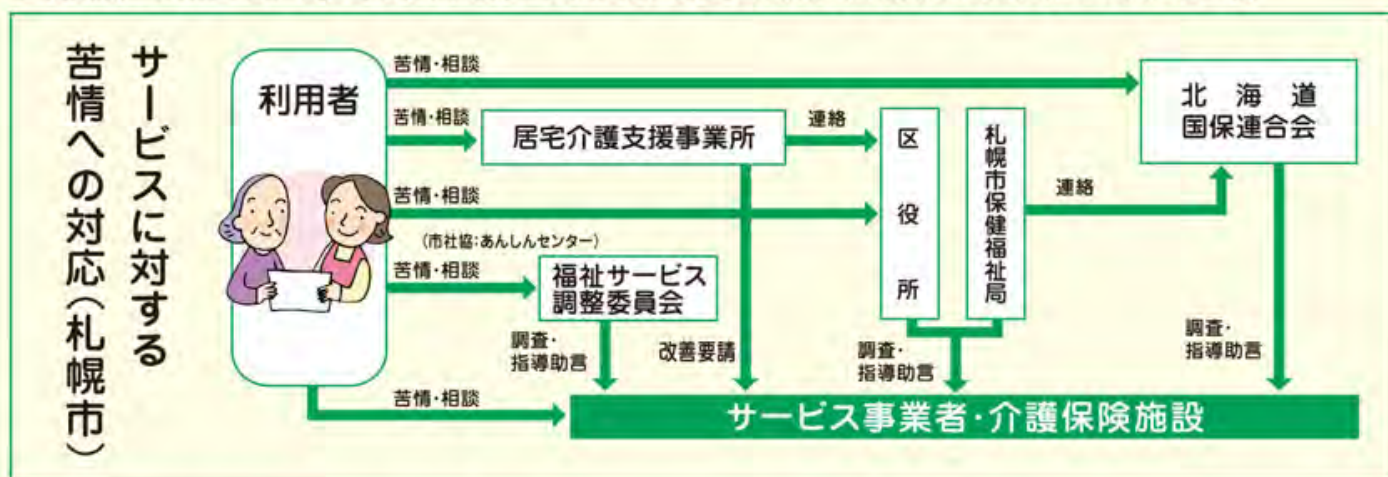 サービスに対する
苦情への対応(札幌市)
利用者
苦情・相談
北海道
国保連合会
苦情・相談
居宅介護支援事業所
連絡
区役所
札幌市保健福祉局
連絡
苦情・相談
(市社協:あんしんセンター)
苦情・相談
福祉サービス
調整委員会
調査・
指導助言
改善要請
調査・
指導助言
調査・
指導助言
苦情・相談
サービス事業者・介護保険施設